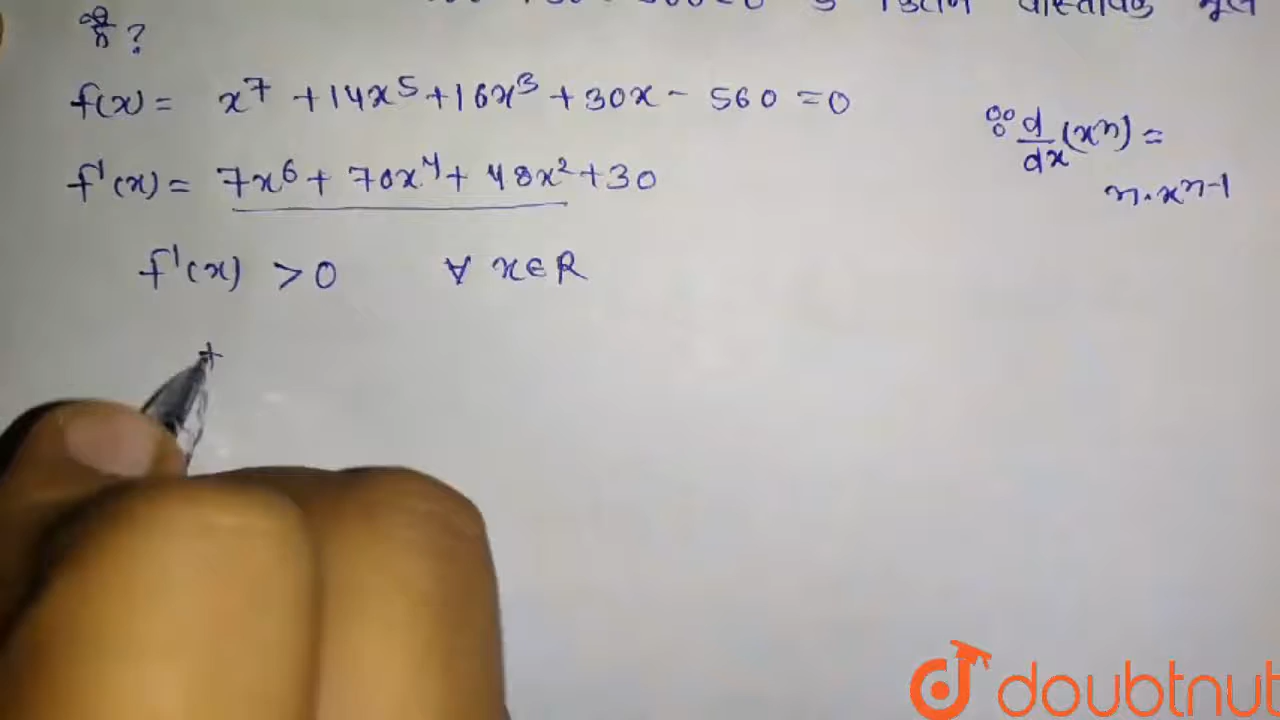 हैं ?
f(x) = x⁷ + 14x⁵ + 16x³ + 30x - 560 = 0
∵ d/dx (xⁿ) = n·xⁿ⁻¹
f'(x) = 7x⁶ + 70x⁴ + 48x² + 30
f'(x) > 0 ∀ x∈R
doubtnut